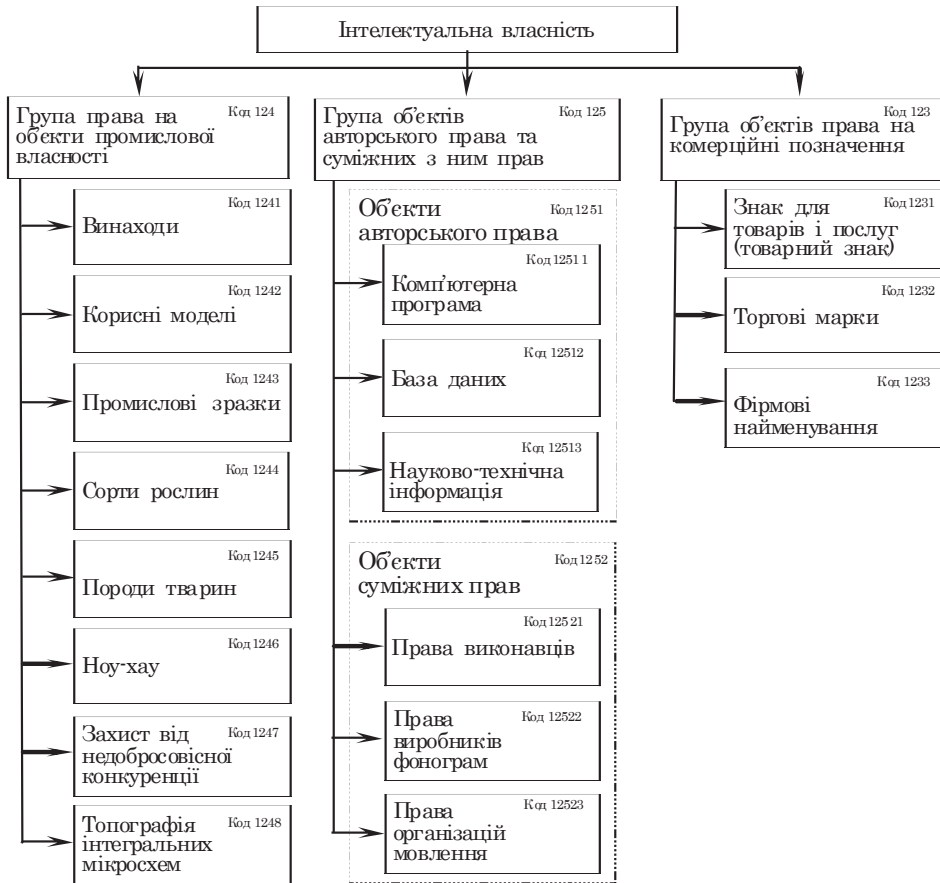 Інтелектуальна власність
Код 124
Група права на
об'єкти промислової
власності
Код 1241
Винаходи
Код 1242
Корисні моделі
Код 1243
Промислові зразки
Код 1244
Сорти рослин
Код 1245
Породи тварин
Код 1246
Ноу-хау
Код 1247
Захист від
недобросовісної
конкуренції
Код 1248
Топографія
інтегральних
мікросхем
Код 125
Група об'єктів
авторського права та
суміжних з ним прав
Код 1251
Об'єкти
авторського права
Код 12511
Комп'ютерна
програма
Код 12512
База даних
Код 12513
Науково-технічна
інформація
Код 1252
Об'єкти
суміжних прав
Код 12521
Права виконавців
Код 12522
Права
виробників
фонограм
Код 12523
Права
організацій
мовлення
Код 123
Група об'єктів права на
комерційні позначення
Код 1231
Знак для
товарів і послуг
(товарний знак)
Код 1232
Торгові марки
Код 1233
Фірмові
найменування